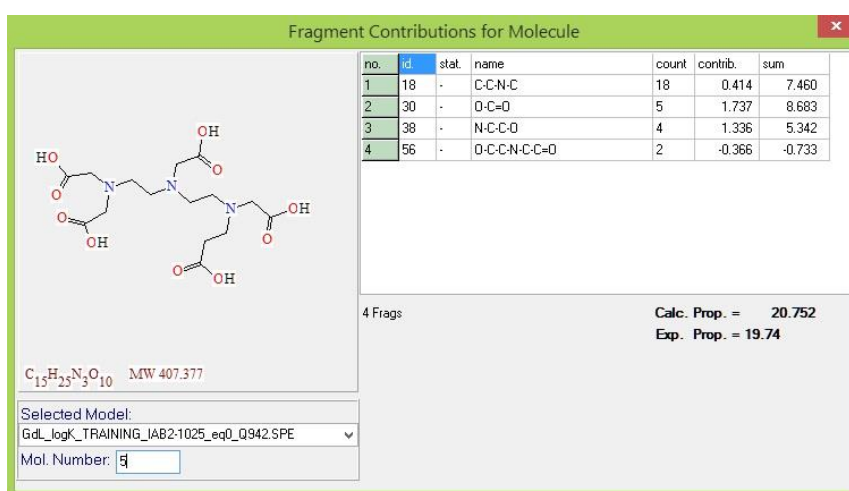 Fragment Contributions for Molecule
x
no. id. stat. name count contrib. sum
1 18 - C-C-N-C 18 0.414 7.460
2 30 - O-C=O 5 1.737 8.683
3 38 - N-C-C-O 4 1.336 5.342
4 56 - O-C-C-N-C-C=O 2 -0.366 -0.733
OH
HO
O
N
N
O
N
OH
O
O
OH
O
O
OH
4 Frags
Calc. Prop. = 20.752
Exp. Prop. = 19.74
C15H25N3O10 MW 407.377
Selected Model:
GdL_logK_TRAINING_IAB2-1025_eq0_Q942.SPE
Mol. Number: 5